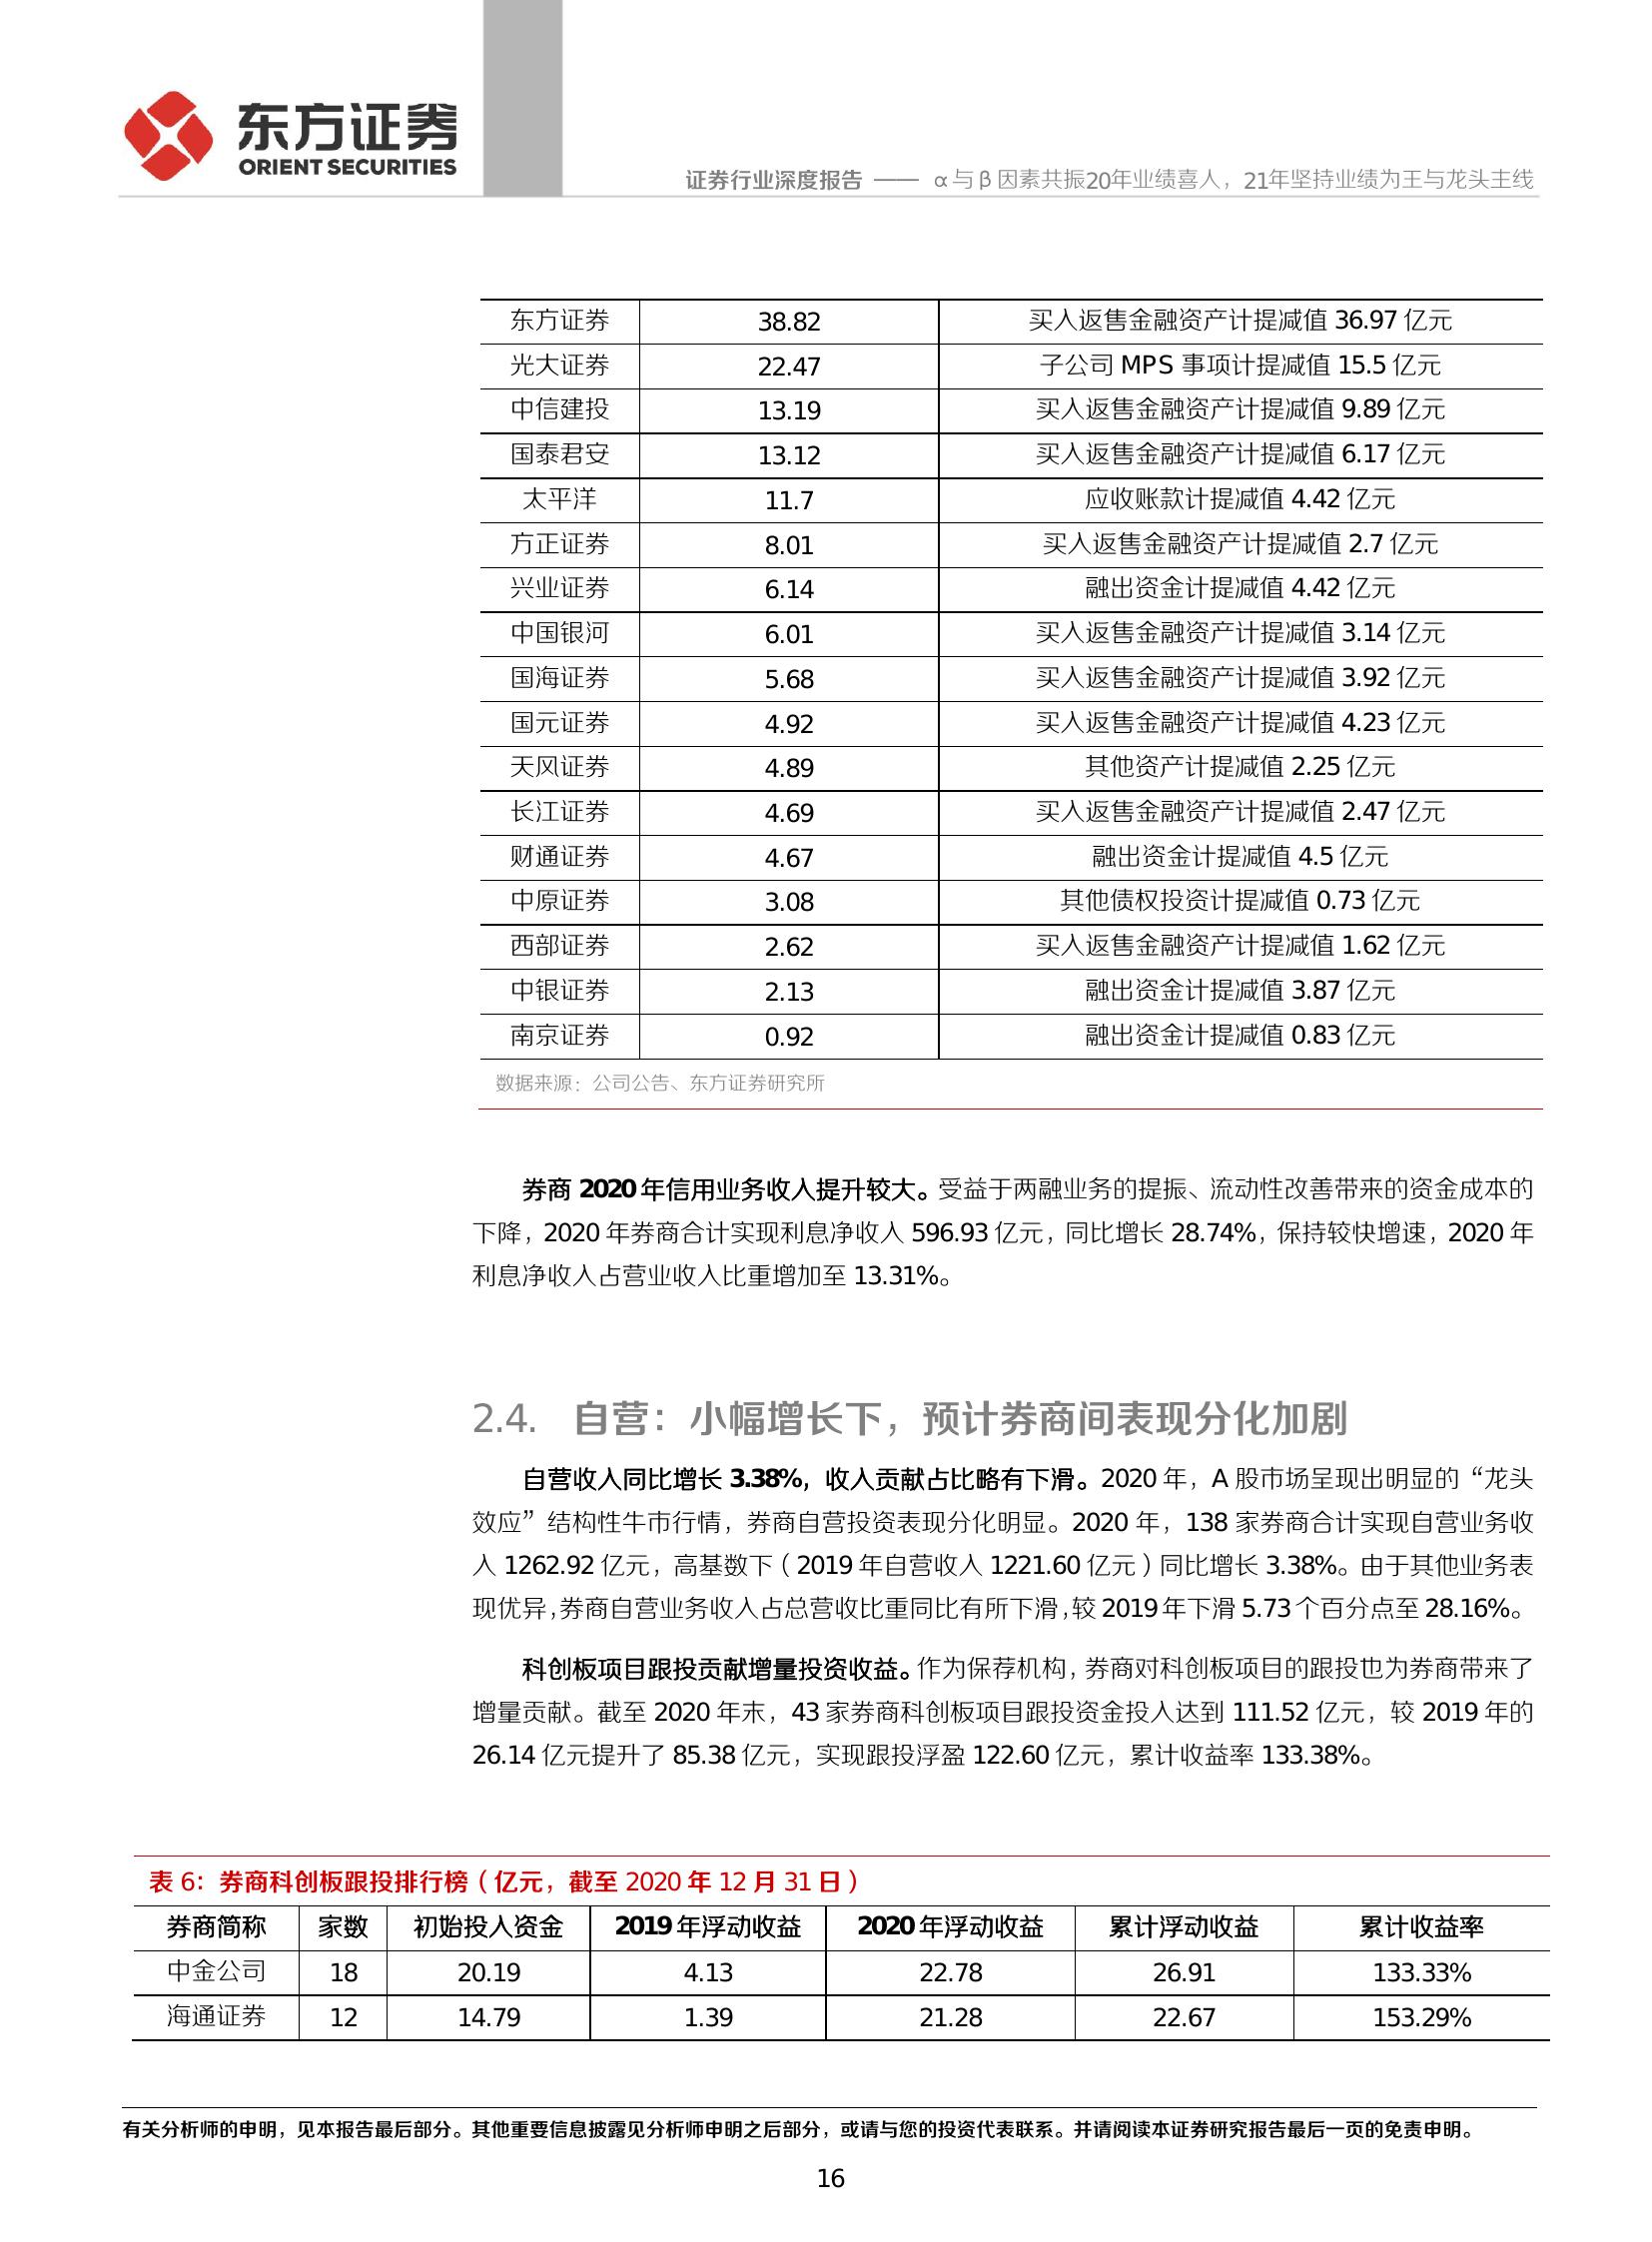 东方证券
ORIENT SECURITIES
证券行业深度报告 —— α与β因素共振20年业绩喜人，21年坚持业绩为王与龙头主线
东方证券 38.82 买入返售金融资产计提减值 36.97 亿元
光大证券 22.47 子公司 MPS 事项计提减值 15.5 亿元
中信建投 13.19 买入返售金融资产计提减值 9.89 亿元
国泰君安 13.12 买入返售金融资产计提减值 6.17 亿元
太平洋 11.7 应收账款计提减值 4.42 亿元
方正证券 8.01 买入返售金融资产计提减值 2.7 亿元
兴业证券 6.14 融出资金计提减值 4.42 亿元
中国银河 6.01 买入返售金融资产计提减值 3.14 亿元
国海证券 5.68 买入返售金融资产计提减值 3.92 亿元
国元证券 4.92 买入返售金融资产计提减值 4.23 亿元
天风证券 4.89 其他资产计提减值 2.25 亿元
长江证券 4.69 买入返售金融资产计提减值 2.47 亿元
财通证券 4.67 融出资金计提减值 4.5 亿元
中原证券 3.08 其他债权投资计提减值 0.73 亿元
西部证券 2.62 买入返售金融资产计提减值 1.62 亿元
中银证券 2.13 融出资金计提减值 3.87 亿元
南京证券 0.92 融出资金计提减值 0.83 亿元
数据来源：公司公告、东方证券研究所
券商 2020 年信用业务收入提升较大。受益于两融业务的提振、流动性改善带来的资金成本的
下降，2020 年券商合计实现利息净收入 596.93 亿元，同比增长 28.74%，保持较快增速，2020 年
利息净收入占营业收入比重增加至 13.31%。
2.4. 自营：小幅增长下，预计券商间表现分化加剧
自营收入同比增长 3.38%，收入贡献占比略有下滑。2020 年，A 股市场呈现出明显的“龙头
效应”结构性牛市行情，券商自营投资表现分化明显。2020 年，138 家券商合计实现自营业务收
入 1262.92 亿元，高基数下（2019 年自营收入 1221.60 亿元）同比增长 3.38%。由于其他业务表
现优异，券商自营业务收入占总营收比重同比有所下滑，较 2019 年下滑 5.73 个百分点至 28.16%。
科创板项目跟投贡献增量投资收益。作为保荐机构，券商对科创板项目的跟投也为券商带来了
增量贡献。截至 2020 年末，43 家券商科创板项目跟投资金投入达到 111.52 亿元，较 2019 年的
26.14 亿元提升了 85.38 亿元，实现跟投浮盈 122.60 亿元，累计收益率 133.38%。
表 6：券商科创板跟投排行榜（亿元，截至 2020 年 12 月 31 日）
券商简称 家数 初始投入资金 2019 年浮动收益 2020 年浮动收益 累计浮动收益 累计收益率
中金公司 18 20.19 4.13 22.78 26.91 133.33%
海通证券 12 14.79 1.39 21.28 22.67 153.29%
有关分析师的申明，见本报告最后部分。其他重要信息披露见分析师申明之后部分，或请与您的投资代表联系。并请阅读本证券研究报告最后一页的免责申明。
16